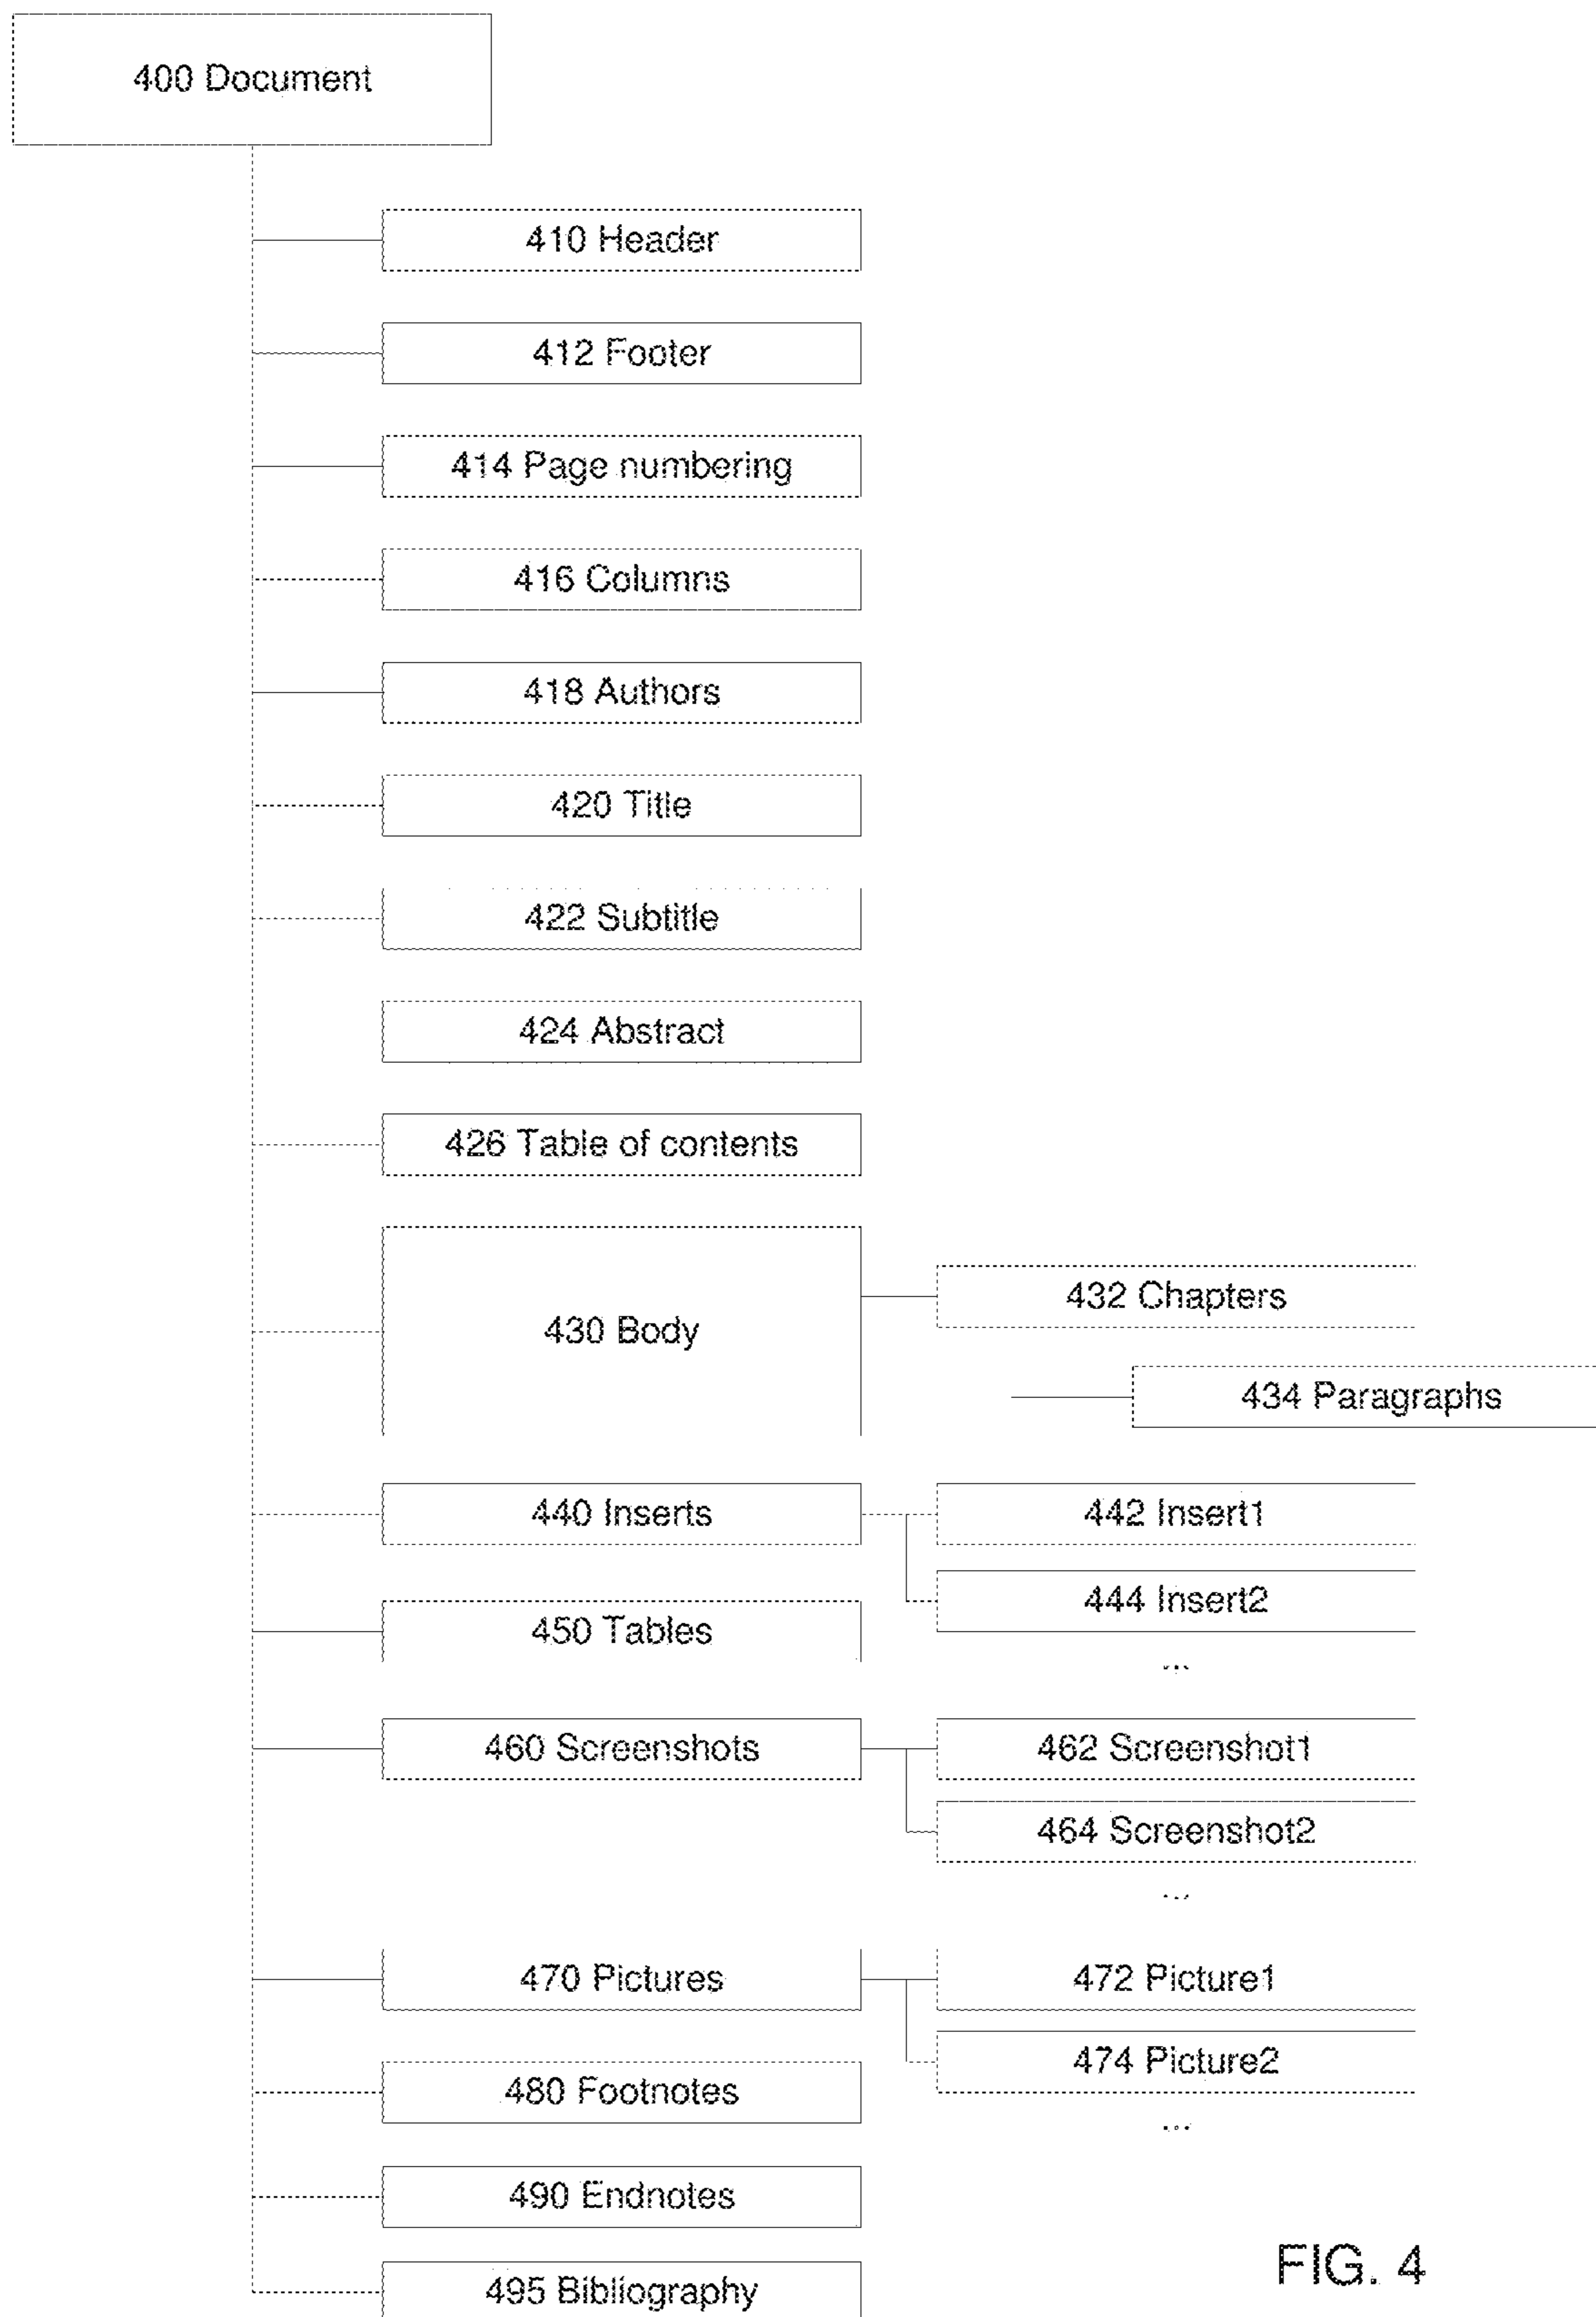 400 Document
410 Header
412 Footer
414 Page numbering
416 Columns
418 Authors
420 Title
422 Subtitle
424 Abstract
426 Table of contents
430 Body
432 Chapters
434 Paragraphs
440 Inserts
442 Insert1
444 Insert2
...
450 Tables
460 Screenshots
462 Screenshot1
464 Screenshot2
...
470 Pictures
472 Picture1
474 Picture2
...
480 Footnotes
490 Endnotes
495 Bibliography
FIG. 4